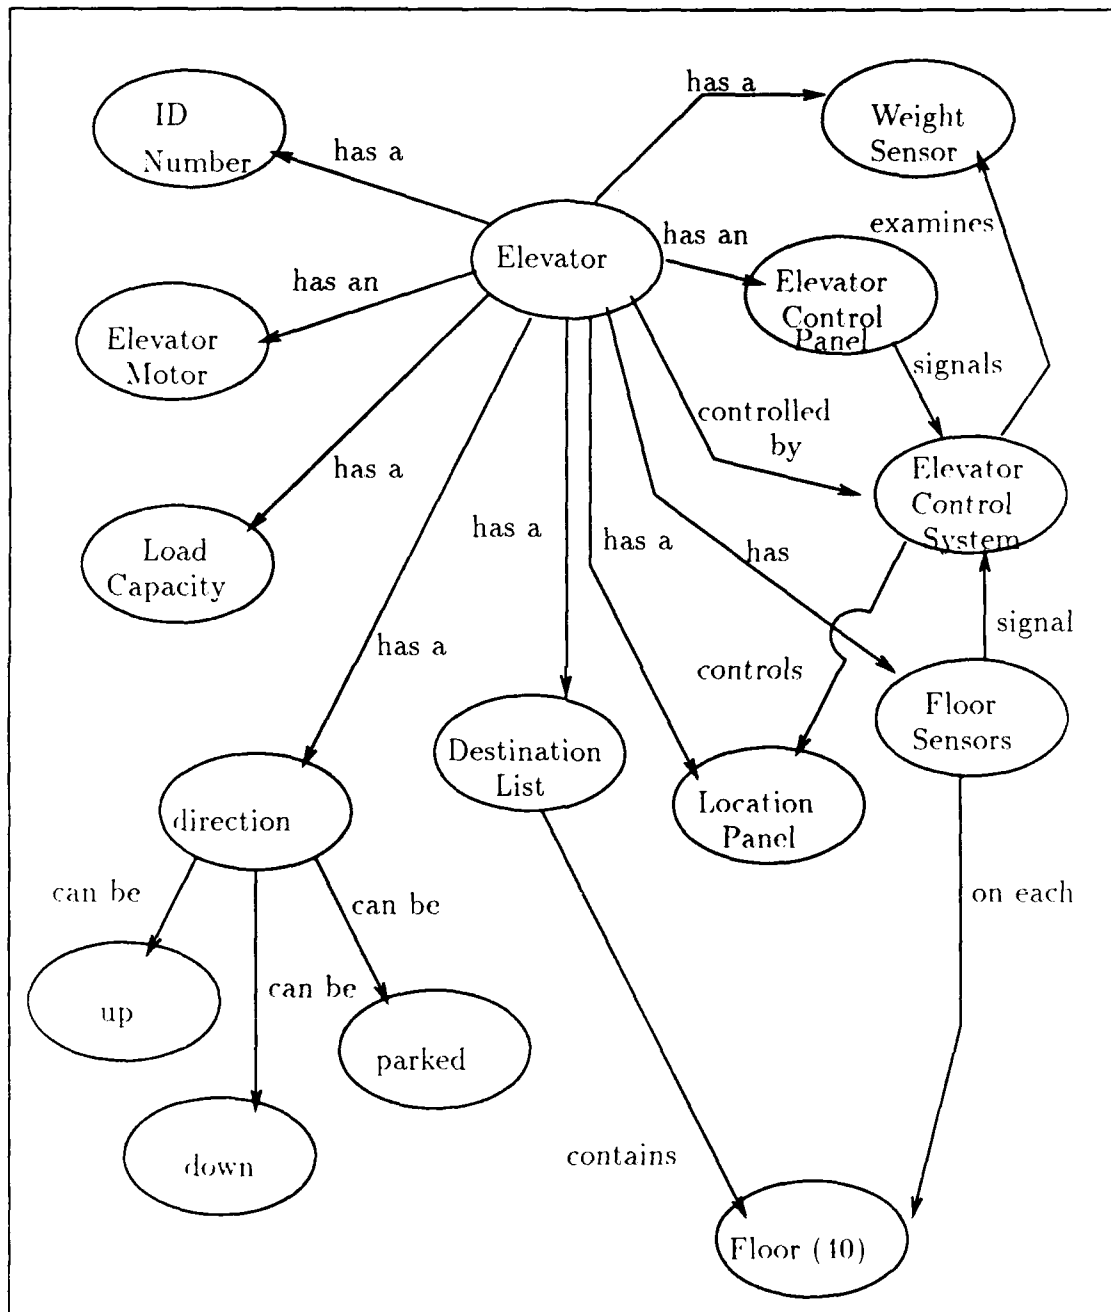 has a
ID
Number
Weight
Sensor
has a
examines
has an
Elevator
has an
Elevator
Control
Panel
Elevator
Motor
signals
controlled
by
has a
Elevator
Control
System
has a
has a
has
Load
Capacity
signal
has a
controls
Floor
Sensors
Destination
List
direction
Location
Panel
can be
can be
on each
can be
up
parked
contains
down
Floor (40)